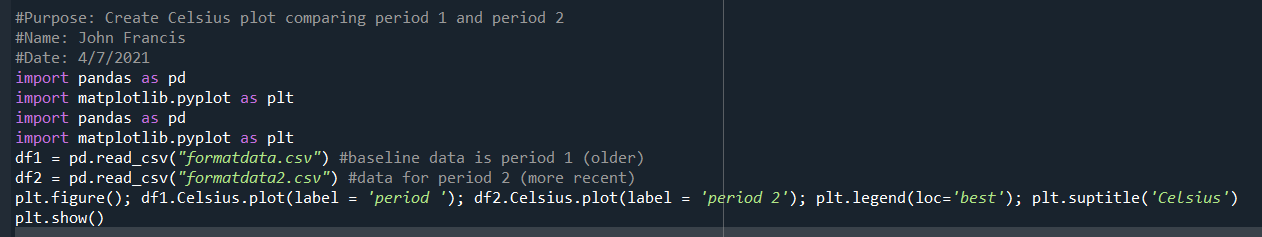 #Purpose: Create Celsius plot comparing period 1 and period 2
#Name: John Francis
#Date: 4/7/2021
import pandas as pd
import matplotlib.pyplot as plt
import pandas as pd
import matplotlib.pyplot as plt
df1 = pd.read_csv("formatdata.csv") #baseline data is period 1 (older)
df2 = pd.read_csv("formatdata2.csv") #data for period 2 (more recent)
plt.figure(); df1.Celsius.plot(label = 'period '); df2.Celsius.plot(label = 'period 2'); plt.legend(loc='best'); plt.suptitle('Celsius')
plt.show()